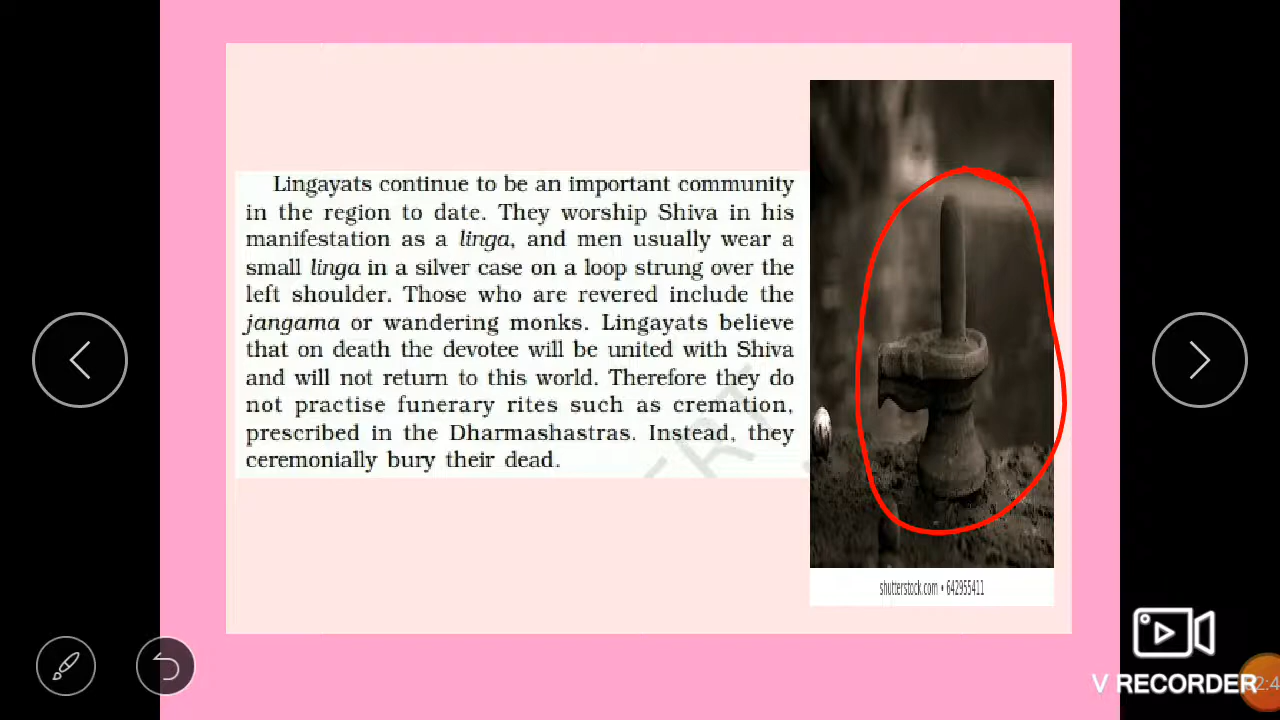 Lingayats continue to be an important community
in the region to date. They worship Shiva in his
manifestation as a linga, and men usually wear a
small linga in a silver case on a loop strung over the
left shoulder. Those who are revered include the
jangama or wandering monks. Lingayats believe
that on death the devotee will be united with Shiva
and will not return to this world. Therefore they do
not practise funerary rites such as cremation,
prescribed in the Dharmashastras. Instead, they
ceremonially bury their dead.
shutterstock.com • 642955411
V RECORDER